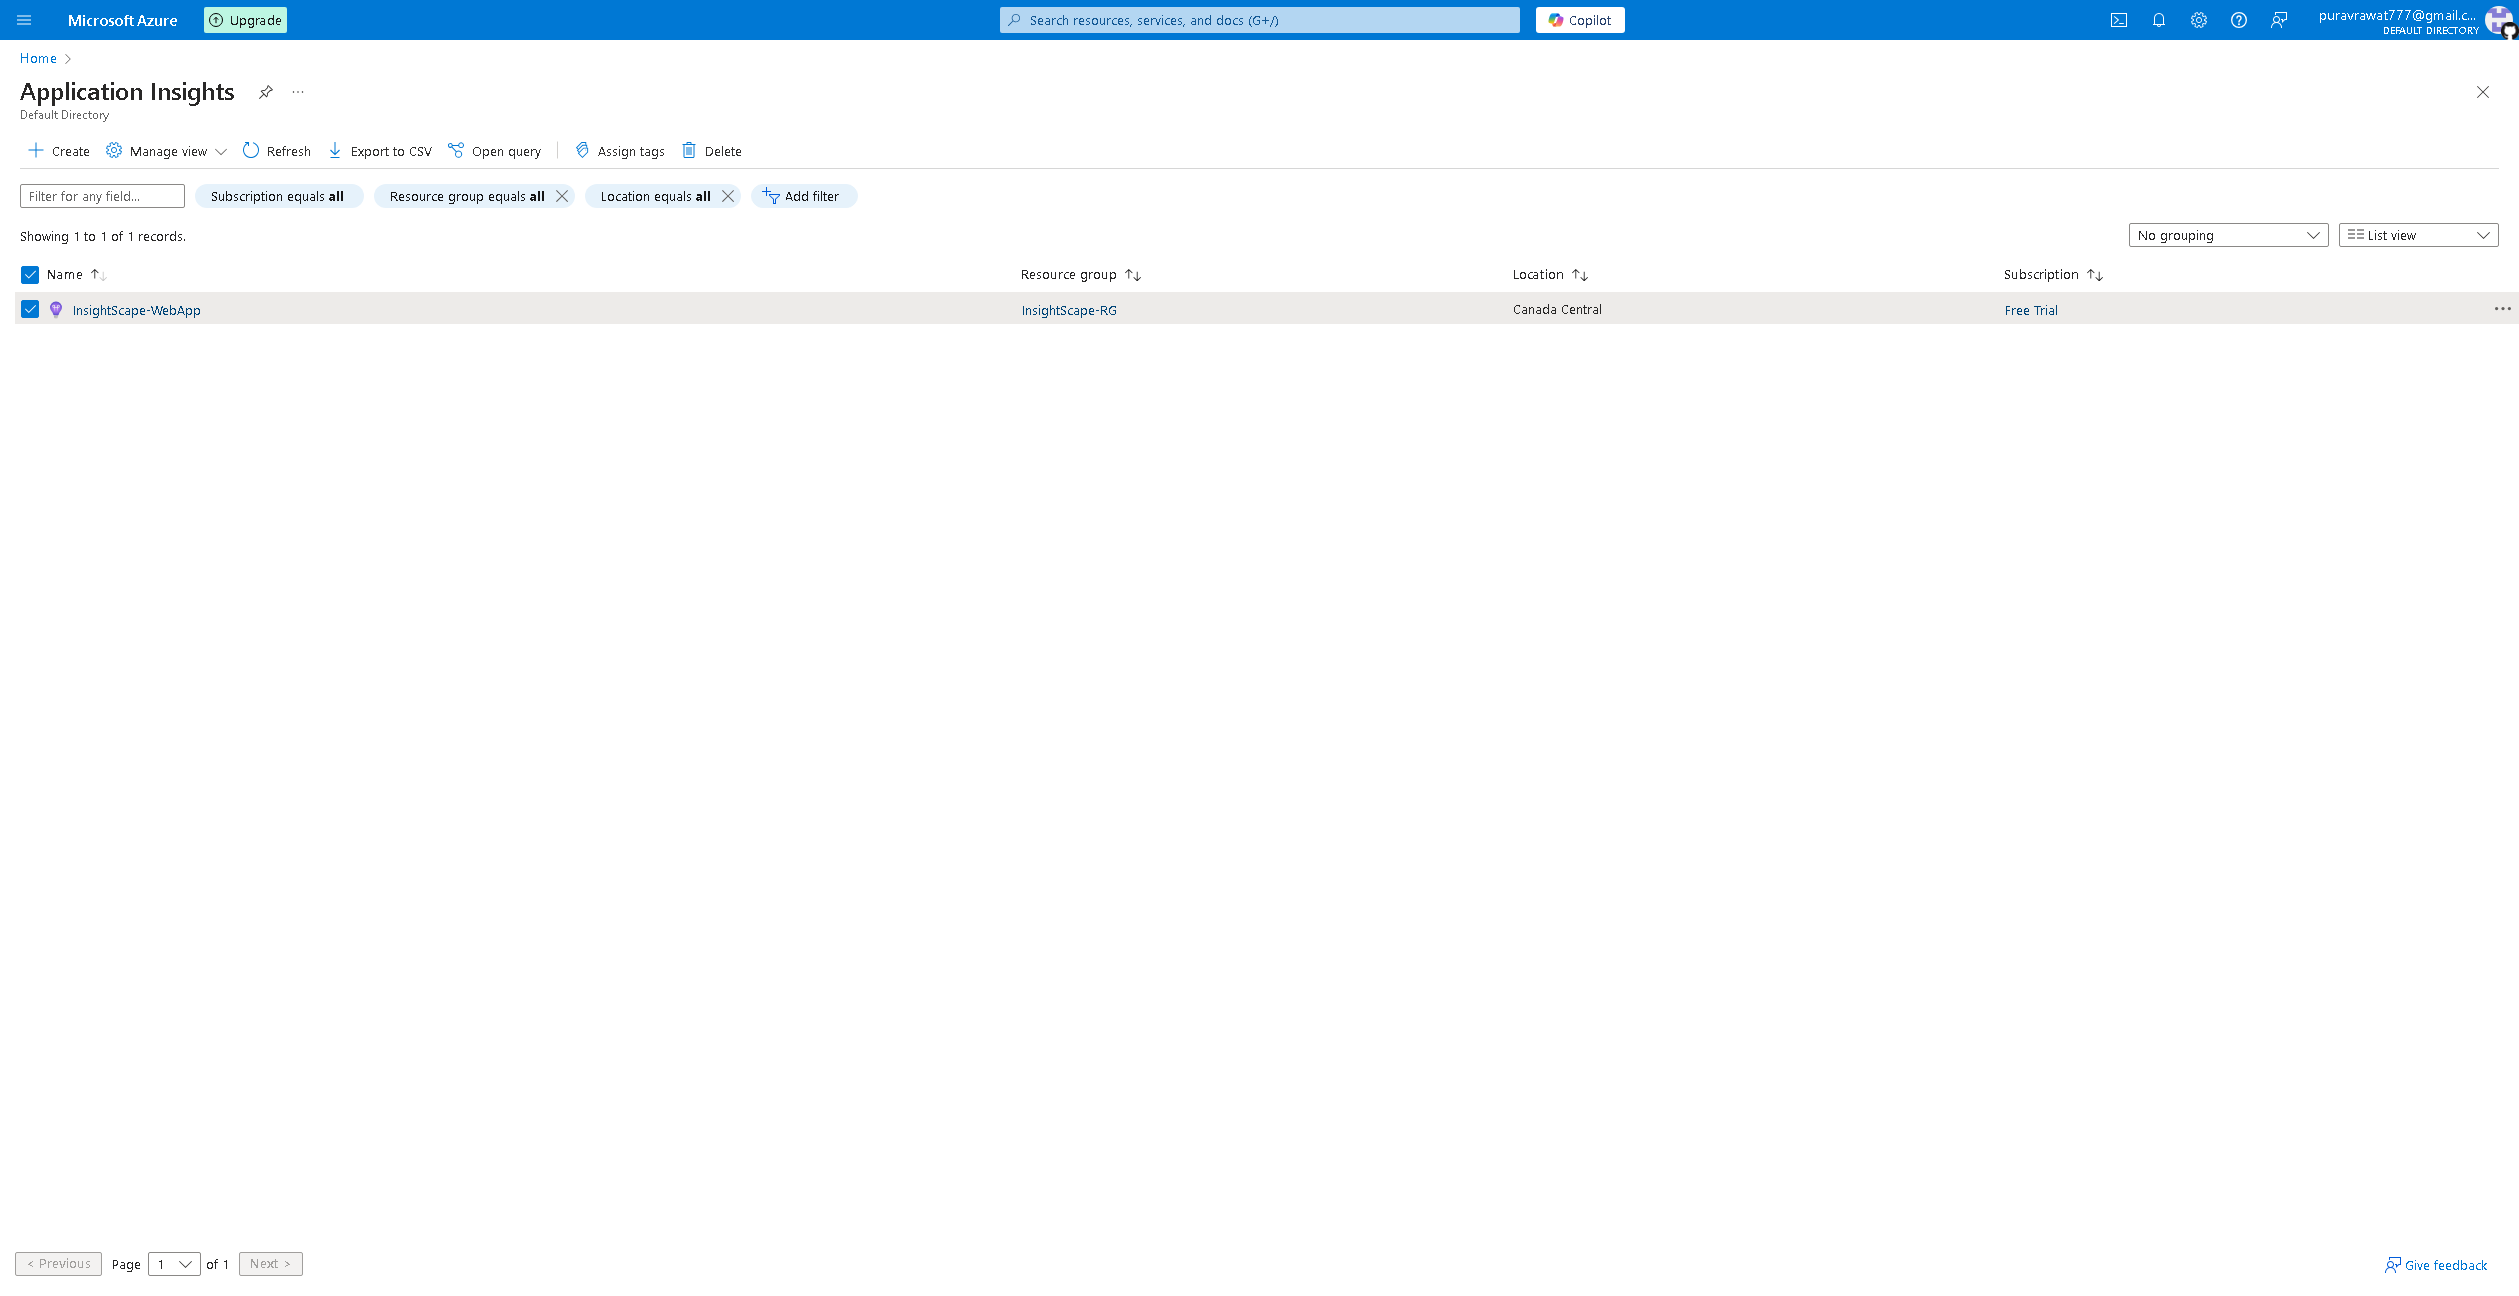 Microsoft Azure
Upgrade
Search resources, services, and docs (G+/)
Copilot
puravrawat777@gmail.c...
DEFAULT DIRECTORY
Home
Application Insights
Default Directory
Create
Manage view
Refresh
Export to CSV
Open query
Assign tags
Delete
Filter for any field...
Subscription equals all
Resource group equals all
Location equals all
Add filter
Showing 1 to 1 of 1 records.
No grouping
List view
Name
Resource group
Location
Subscription
InsightScape-WebApp
InsightScape-RG
Canada Central
Free Trial
< Previous
Page
1
of 1
Next >
Give feedback